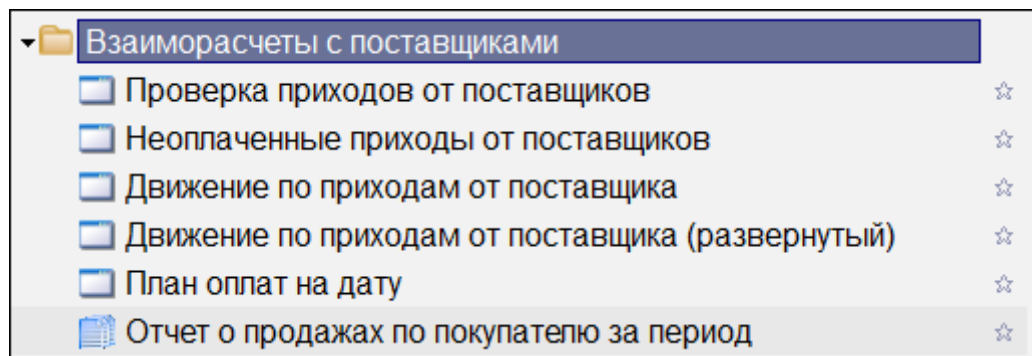 Взаиморасчеты с поставщиками
Проверка приходов от поставщиков
Неоплаченные приходы от поставщиков
Движение по приходам от поставщика
Движение по приходам от поставщика (развернутый)
План оплат на дату
Отчет о продажах по покупателю за период